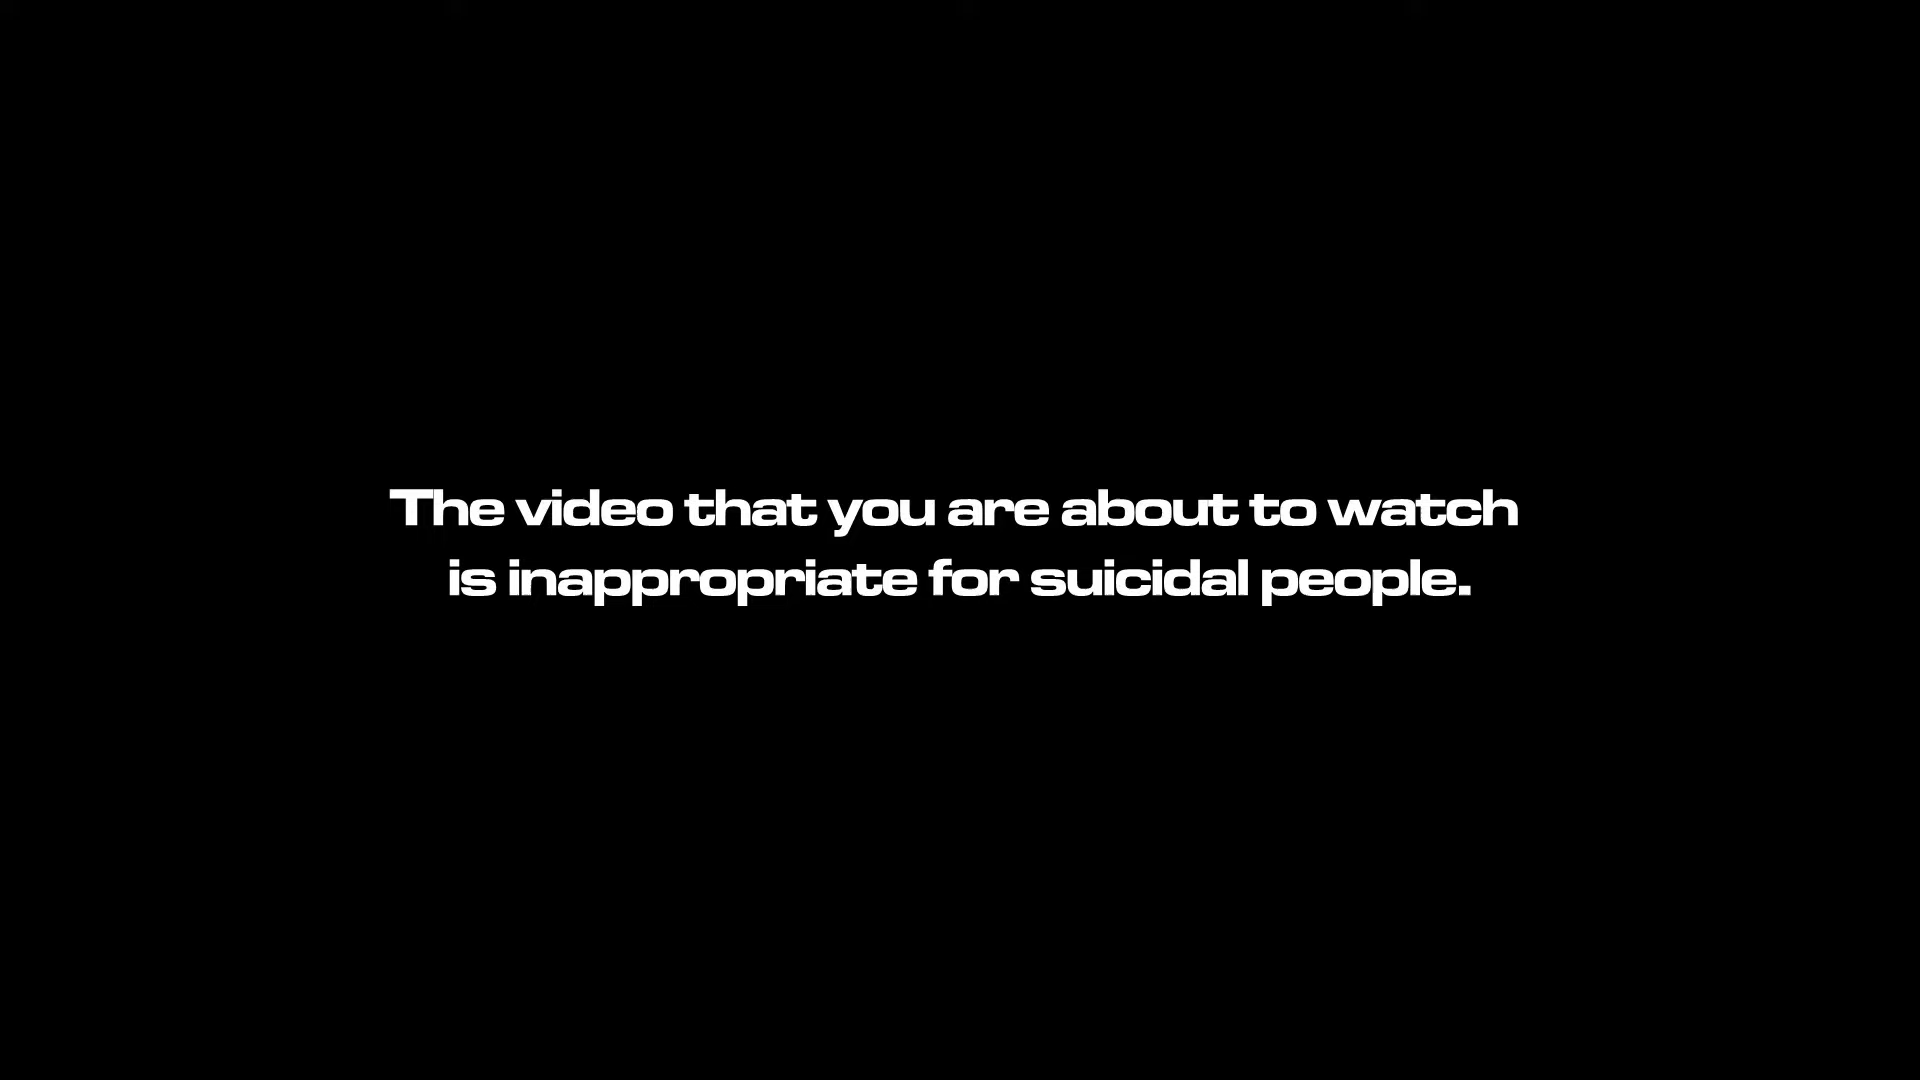 The video that you are about to watch
is inappropriate for suicidal people.